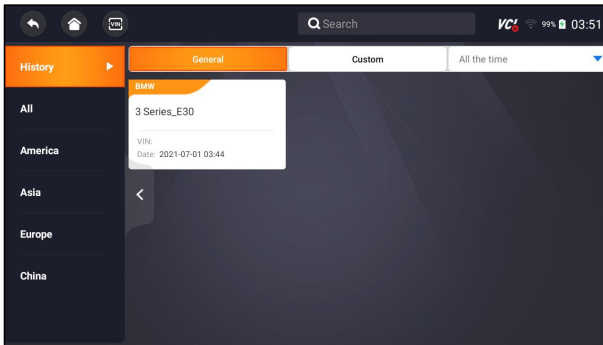 VIN
Search
VCI
99%
03:51
History
General
Custom
All the time
BMW
3 Series_E30
VIN:
Date: 2021-07-01 03:44
All
America
Asia
Europe
China